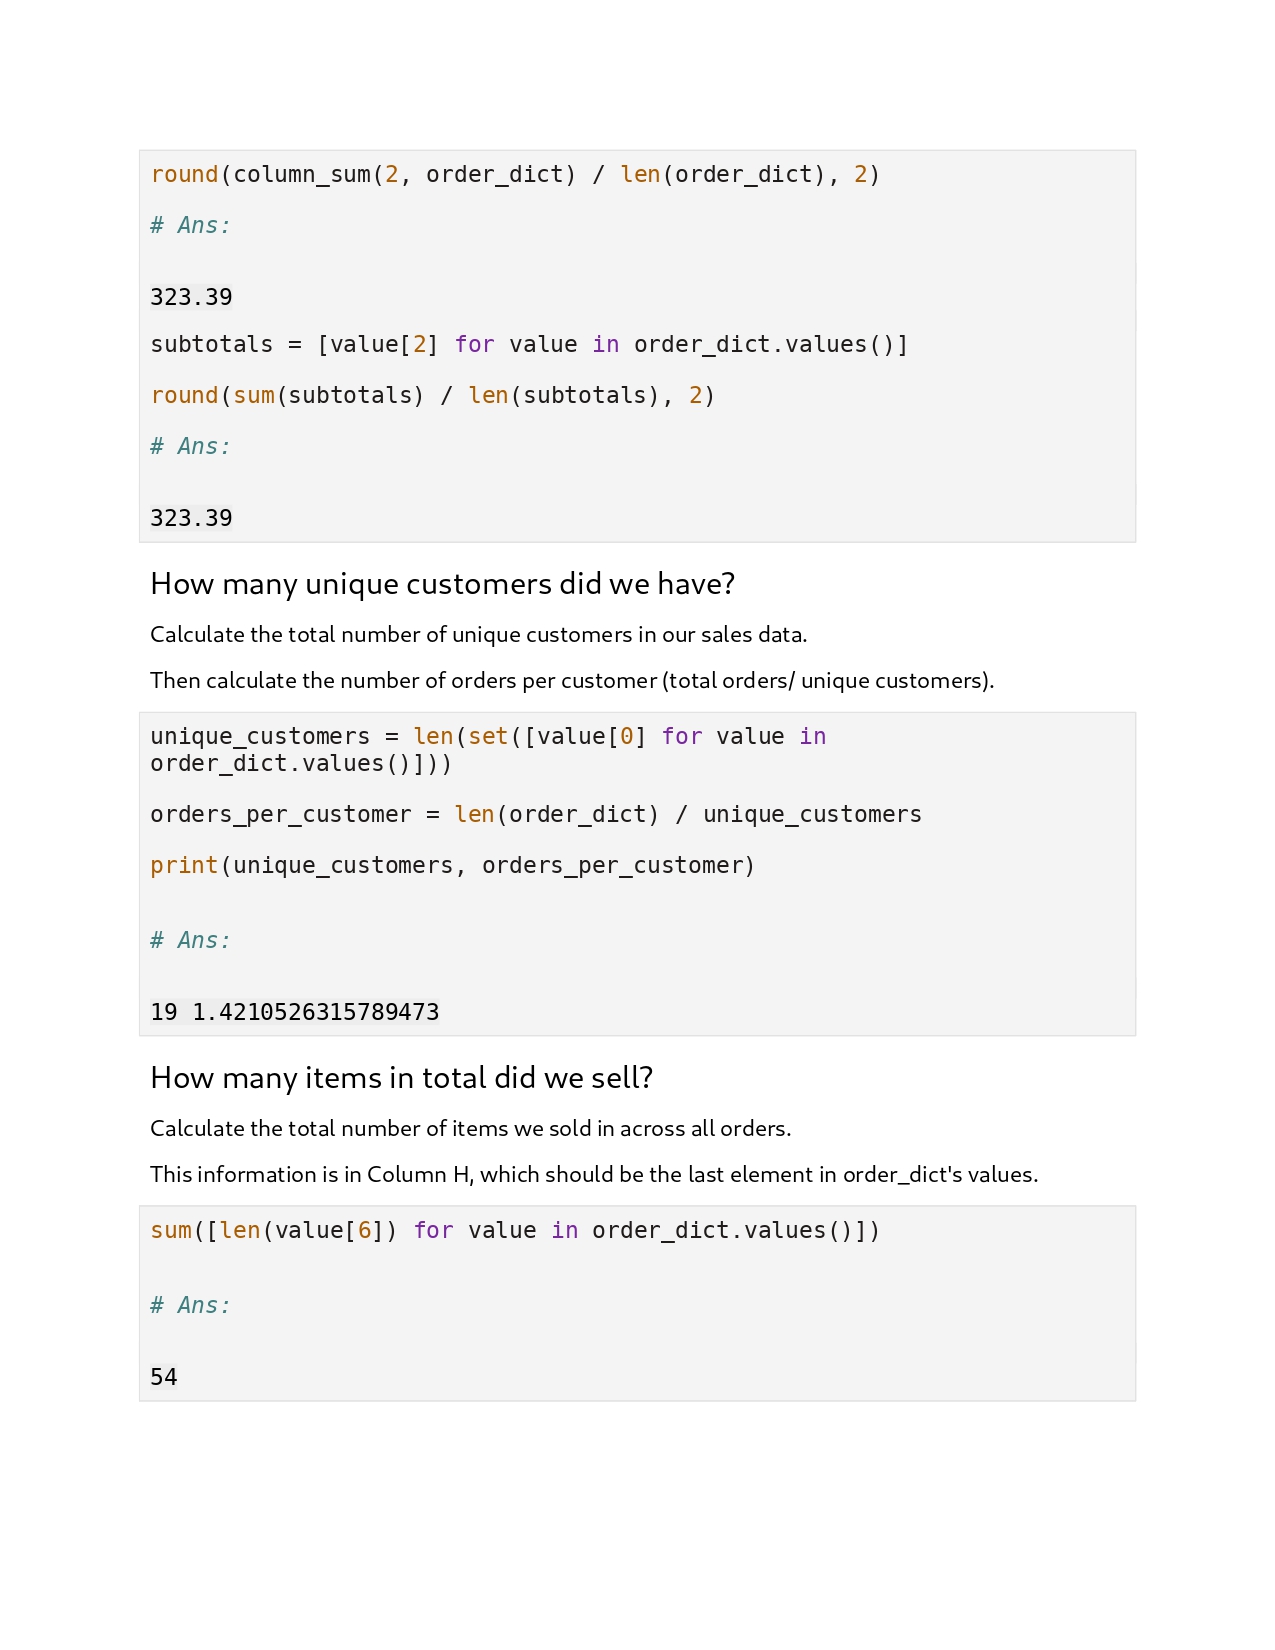 round(column_sum(2, order_dict) / len(order_dict), 2)
# Ans:
323.39
subtotals = [value[2] for value in order_dict.values()]
round(sum(subtotals) / len(subtotals), 2)
# Ans:
323.39
How many unique customers did we have?
Calculate the total number of unique customers in our sales data.
Then calculate the number of orders per customer (total orders/ unique customers).
unique_customers = len(set([value[0] for value in
order_dict.values()]))
orders_per_customer = len(order_dict) / unique_customers
print(unique_customers, orders_per_customer)
# Ans:
19 1.4210526315789473
How many items in total did we sell?
Calculate the total number of items we sold in across all orders.
This information is in Column H, which should be the last element in order_dict's values.
sum([len(value[6]) for value in order_dict.values()])
# Ans:
54